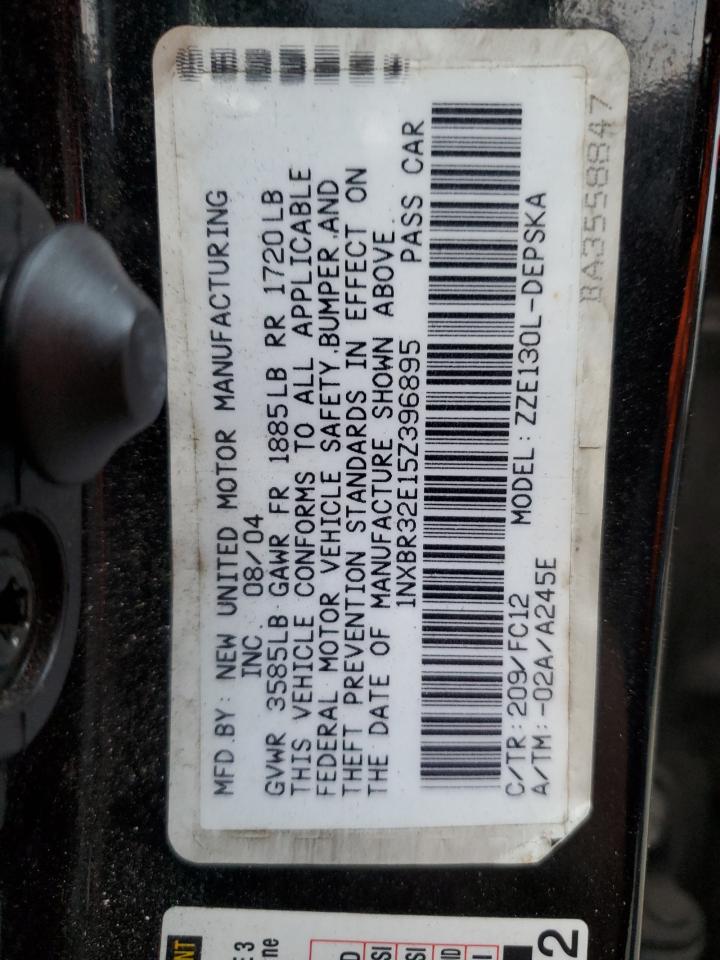 MFD.BY: NEW UNITED MOTOR MANUFACTURING
INC. 08/04
GVWR 3585LB GAWR FR 1885LB RR 1720LB
THIS VEHICLE CONFORMS TO ALL APPLICABLE
FEDERAL MOTOR VEHICLE SAFETY,BUMPER,AND
THEFT PREVENTION STANDARDS IN EFFECT ON
THE DATE OF MANUFACTURE SHOWN ABOVE.
1NXBR32E15Z396895 PASS CAR
C/TR: 209/FC12 MODEL: ZZE130L-DEPSKA
A/TM:-02A/A245E
BA3558847
2